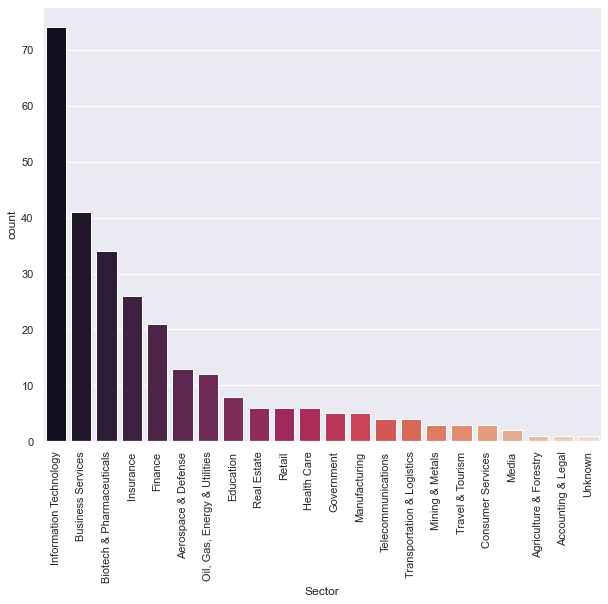 70
60
50
40
30
20
10
0
count
Information Technology
Business Services
Biotech & Pharmaceuticals
Insurance
Finance
Aerospace & Defense
Oil, Gas, Energy & Utilities
Education
Real Estate
Retail
Health Care
Government
Manufacturing
Telecommunications
Transportation & Logistics
Mining & Metals
Travel & Tourism
Consumer Services
Media
Agriculture & Forestry
Accounting & Legal
Unknown
Sector